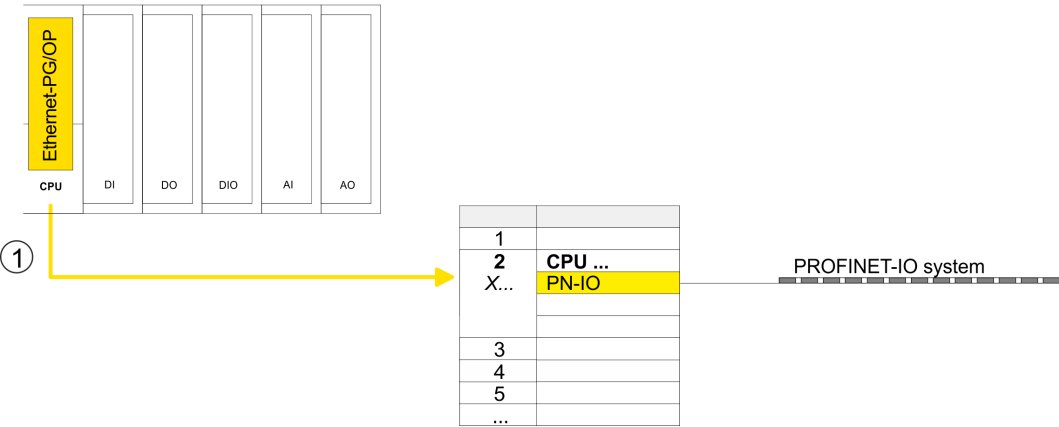 Ethernet-PG/OP
CPU DI DO DIO AI AO
1
1
2 CPU ...
X... PN-IO
PROFINET-IO system
3
4
5
...